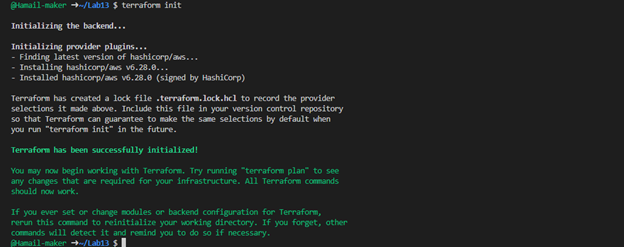 @Hamail-maker ➜~/Lab13 $ terraform init
Initializing the backend...
Initializing provider plugins...
- Finding latest version of hashicorp/aws...
- Installing hashicorp/aws v6.28.0...
- Installed hashicorp/aws v6.28.0 (signed by HashiCorp)
Terraform has created a lock file .terraform.lock.hcl to record the provider
selections it made above. Include this file in your version control repository
so that Terraform can guarantee to make the same selections by default when
you run "terraform init" in the future.
Terraform has been successfully initialized!
You may now begin working with Terraform. Try running "terraform plan" to see
any changes that are required for your infrastructure. All Terraform commands
should now work.
If you ever set or change modules or backend configuration for Terraform,
rerun this command to reinitialize your working directory. If you forget, other
commands will detect it and remind you to do so if necessary.
@Hamail-maker ➜~/Lab13 $